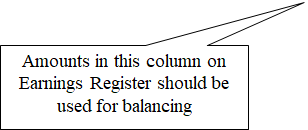 Amounts in this column on
Earnings Register should be
used for balancing